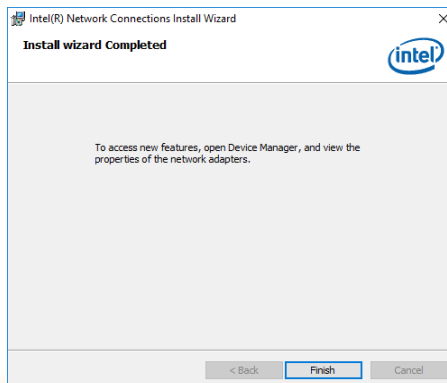 Intel(R) Network Connections Install Wizard
Install wizard Completed
intel
To access new features, open Device Manager, and view the
properties of the network adapters.
< Back
Finish
Cancel